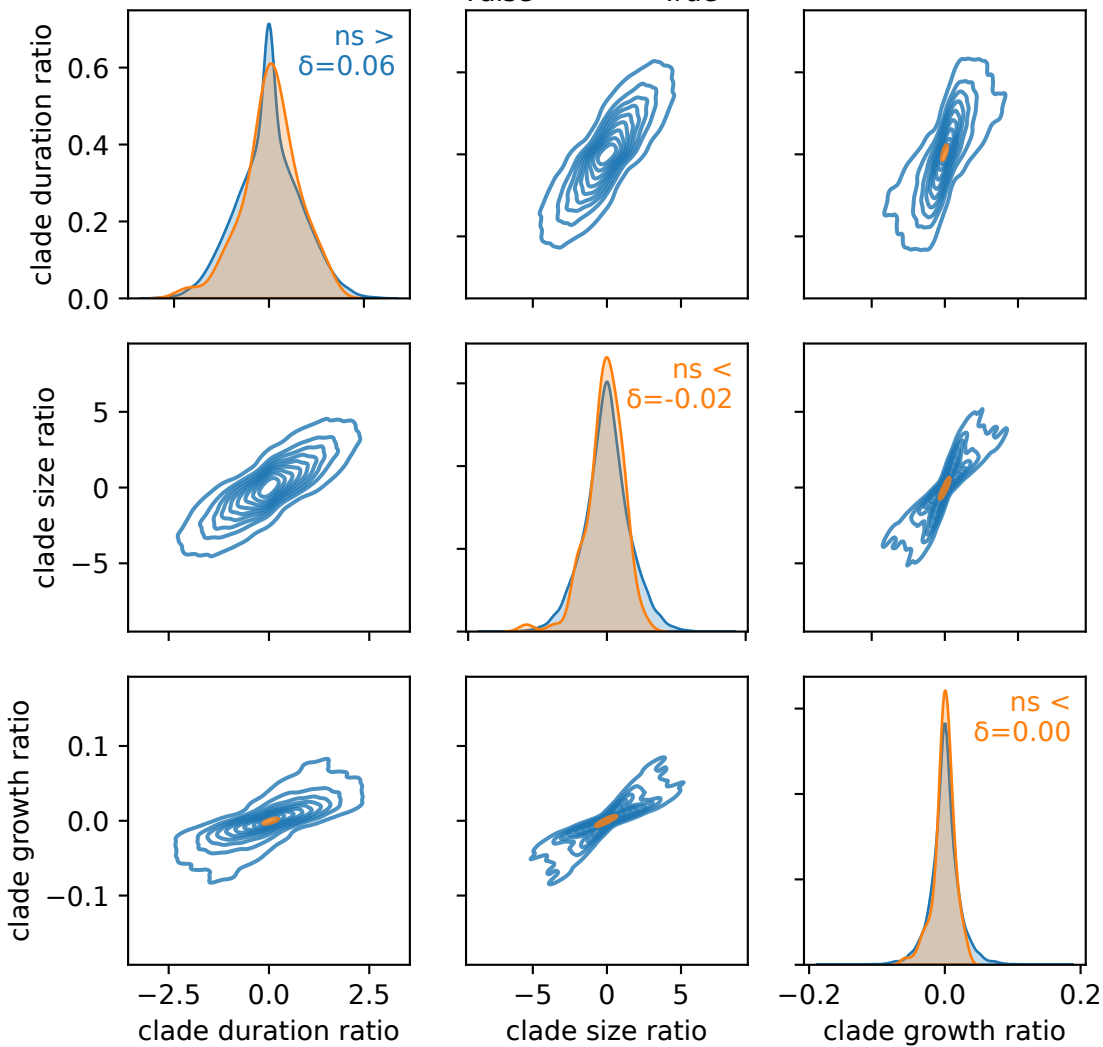 False True
clade duration ratio
0.6
0.4
0.2
0.0
ns >
δ=0.06
clade size ratio
5
0
−5
ns <
δ=-0.02
clade growth ratio
0.1
0.0
−0.1
ns <
δ=0.00
−2.5 0.0 2.5 −5 0 5 −0.2 0.0 0.2
clade duration ratio clade size ratio clade growth ratio